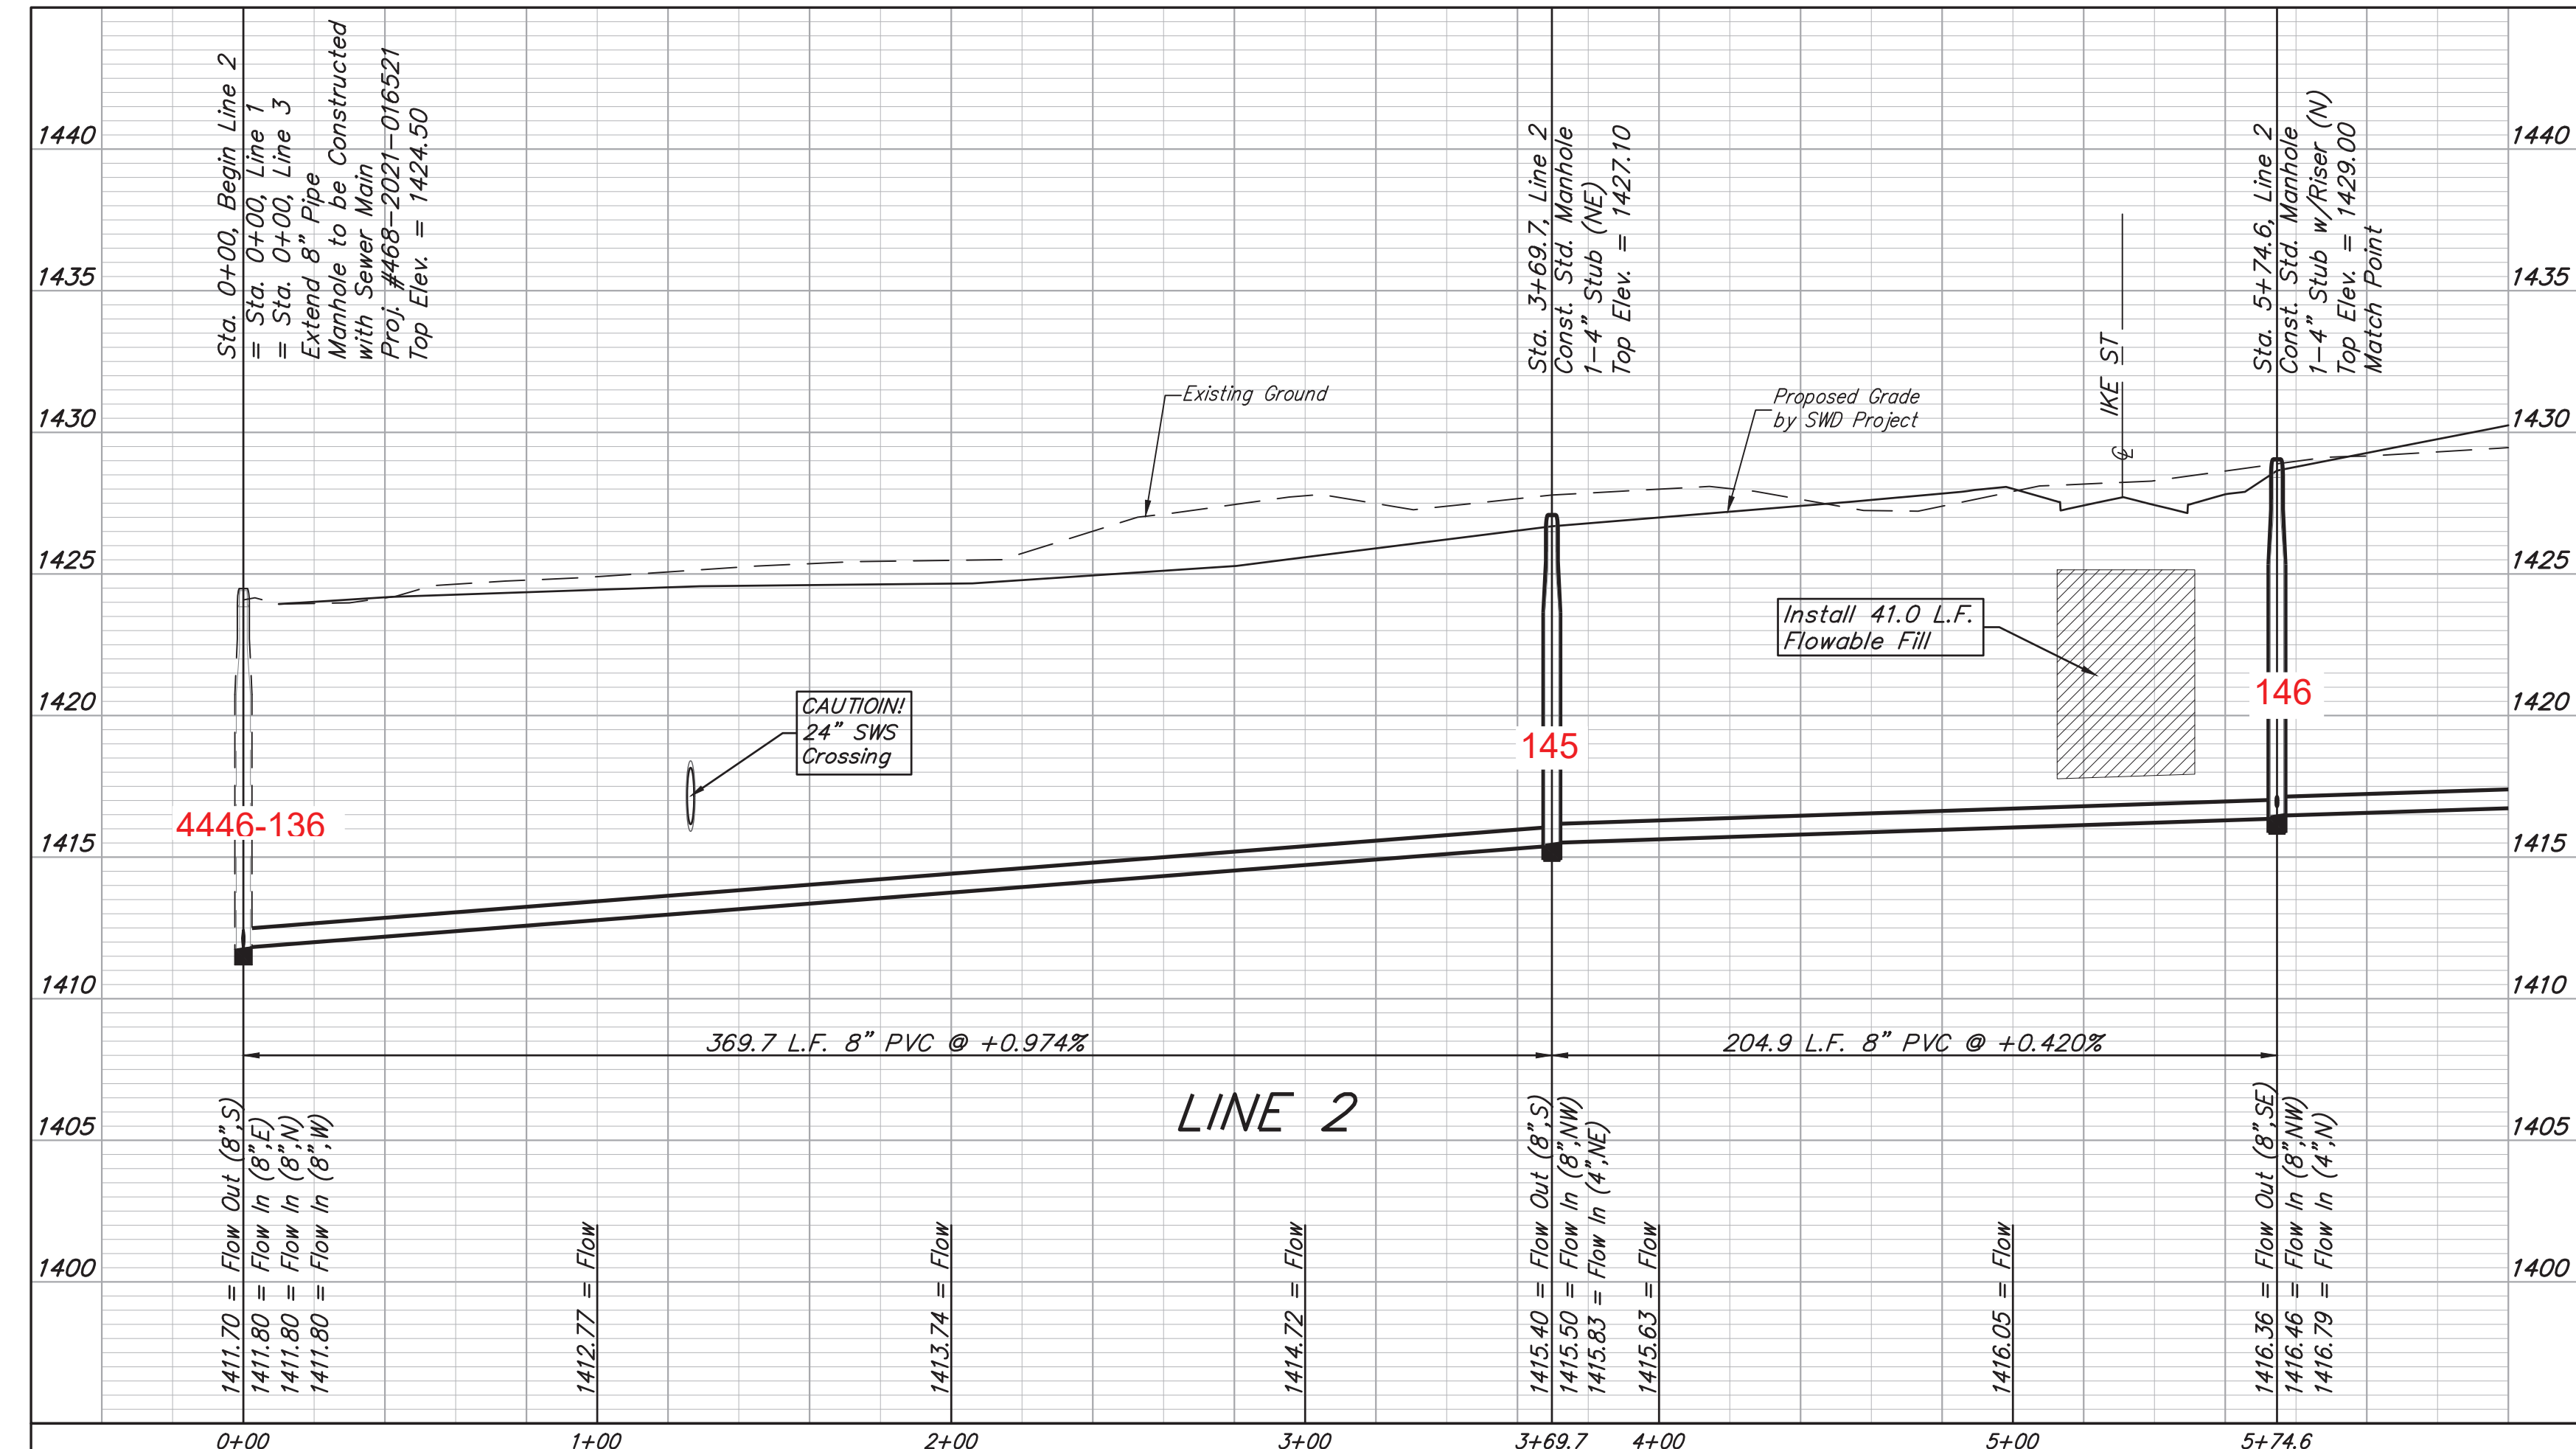 Sta. 0+00, Begin Line 2
= Sta. 0+00, Line 1
= Sta. 0+00, Line 3
Extend 8" Pipe
Manhole to be Constructed
with Sewer Main
Proj. #468-2021-016521
Top Elev. = 1424.50
Sta. 3+69.7, Line 2
Const. Std. Manhole
1-4" Stub (NE)
Top Elev. = 1427.10
Sta. 5+74.6, Line 2
Const. Std. Manhole
1-4" Stub w/Riser (N)
Top Elev. = 1429.00
Match Point
1440
1435
1430
1425
1420
1415
1410
1405
1400
1440
1435
1430
1425
1420
1415
1410
1405
1400
Existing Ground
Proposed Grade
by SWD Project
℄ IKE ST
Install 41.0 L.F.
Flowable Fill
CAUTIOIN!
24" SWS
Crossing
4446-136
145
146
369.7 L.F. 8" PVC @ +0.974%
204.9 L.F. 8" PVC @ +0.420%
LINE 2
1411.70 = Flow Out (8",S)
1411.80 = Flow In (8",E)
1411.80 = Flow In (8",N)
1411.80 = Flow In (8",W)
1412.77 = Flow
1413.74 = Flow
1414.72 = Flow
1415.40 = Flow Out (8",S)
1415.50 = Flow In (8",NW)
1415.83 = Flow In (4",NE)
1415.63 = Flow
1416.05 = Flow
1416.36 = Flow Out (8",SE)
1416.46 = Flow In (8",NW)
1416.79 = Flow In (4",N)
0+00
1+00
2+00
3+00
3+69.7
4+00
5+00
5+74.6